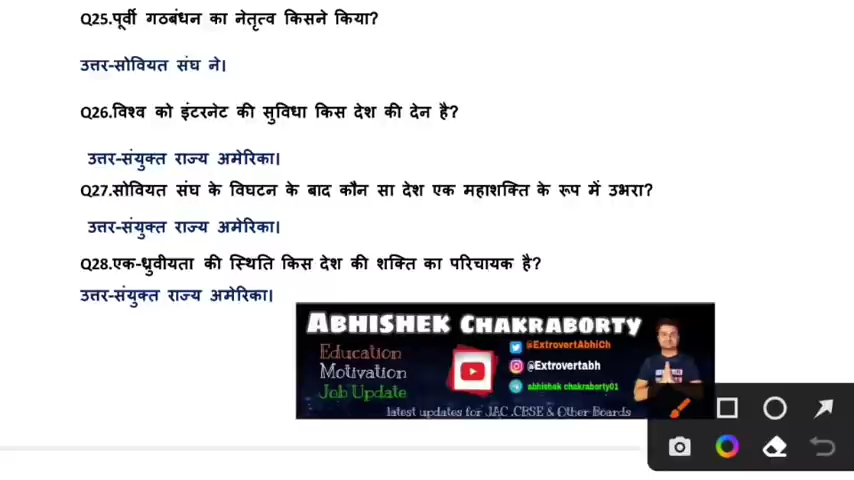 Q25.पूर्वी गठबंधन का नेतृत्व किसने किया?
उत्तर-सोवियत संघ ने।
Q26.विश्व को इंटरनेट की सुविधा किस देश की देन है?
उत्तर-संयुक्त राज्य अमेरिका।
Q27.सोवियत संघ के विघटन के बाद कौन सा देश एक महाशक्ति के रूप में उभरा?
उत्तर-संयुक्त राज्य अमेरिका।
Q28.एक-ध्रुवीयता की स्थिति किस देश की शक्ति का परिचायक है?
उत्तर-संयुक्त राज्य अमेरिका।
ABHISHEK CHAKRABORTY
Education
Motivation
Job Update
@ExtrovertAbhiCh
@Extrovertabh
abhishek chakraborty01
latest updates for JAC ,CBSE & Other Boards